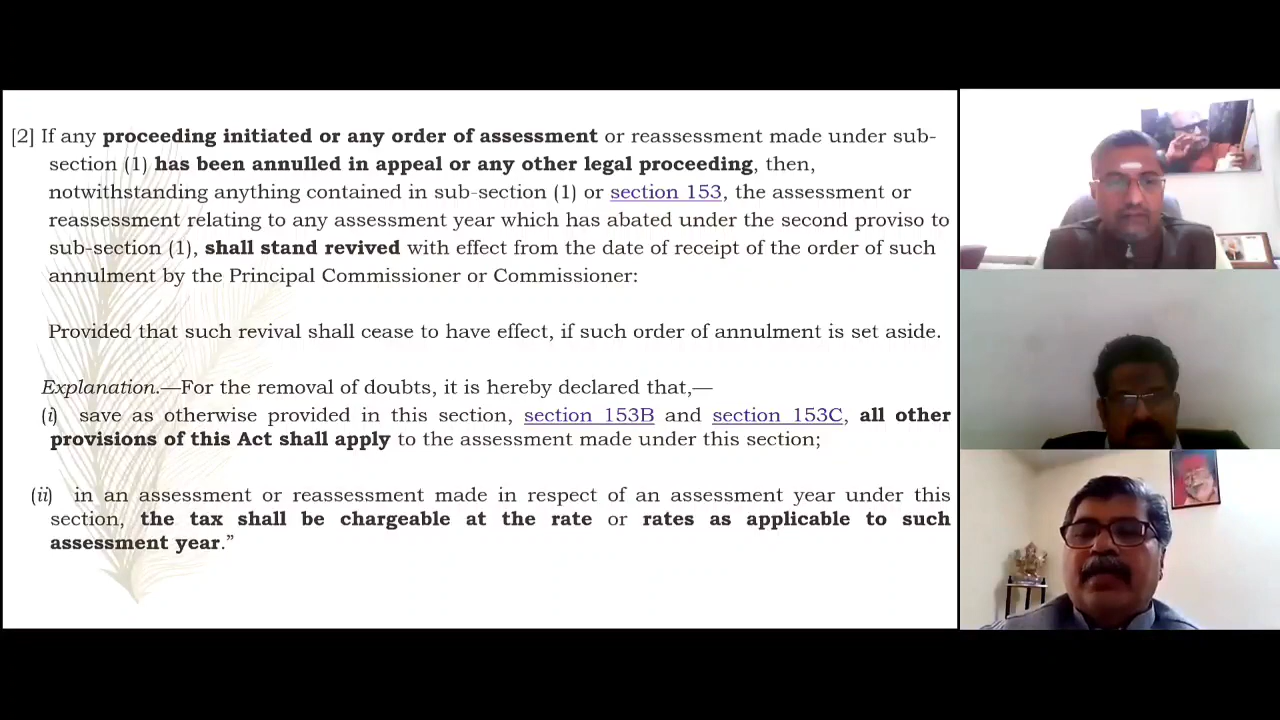 [2] If any proceeding initiated or any order of assessment or reassessment made under sub-
section (1) has been annulled in appeal or any other legal proceeding, then,
notwithstanding anything contained in sub-section (1) or section 153, the assessment or
reassessment relating to any assessment year which has abated under the second proviso to
sub-section (1), shall stand revived with effect from the date of receipt of the order of such
annulment by the Principal Commissioner or Commissioner:
Provided that such revival shall cease to have effect, if such order of annulment is set aside.
Explanation.—For the removal of doubts, it is hereby declared that,—
(i) save as otherwise provided in this section, section 153B and section 153C, all other
provisions of this Act shall apply to the assessment made under this section;
(ii) in an assessment or reassessment made in respect of an assessment year under this
section, the tax shall be chargeable at the rate or rates as applicable to such
assessment year.”